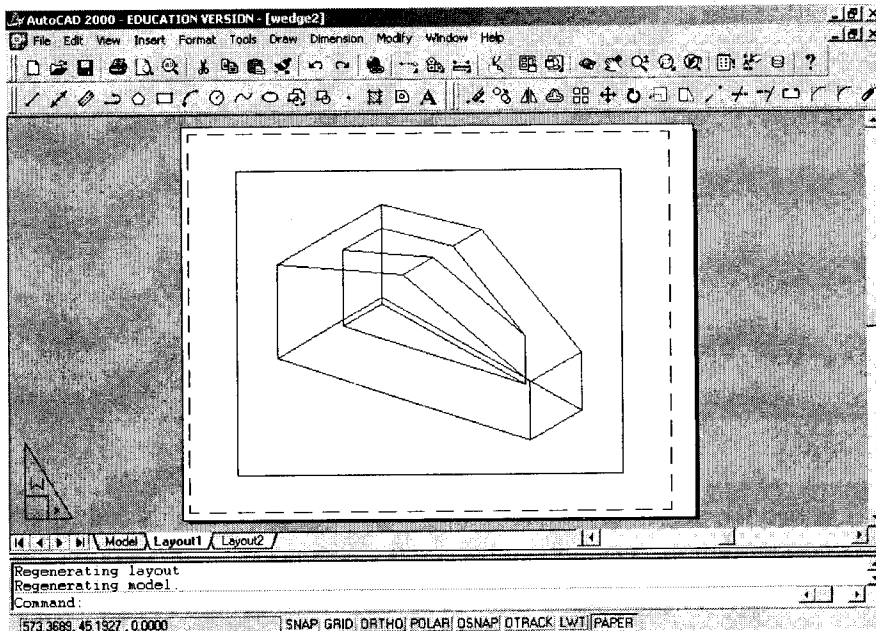 AutoCAD 2000 - EDUCATION VERSION - [wedge2]
File Edit View Insert Format Tools Draw Dimension Modify Window Help
A
Model Layout1 Layout2
Regenerating layout
Regenerating model.
Command:
573.3689, 45.1927, 0.0000 SNAP GRID ORTHO POLAR OSNAP OTRACK LWT PAPER